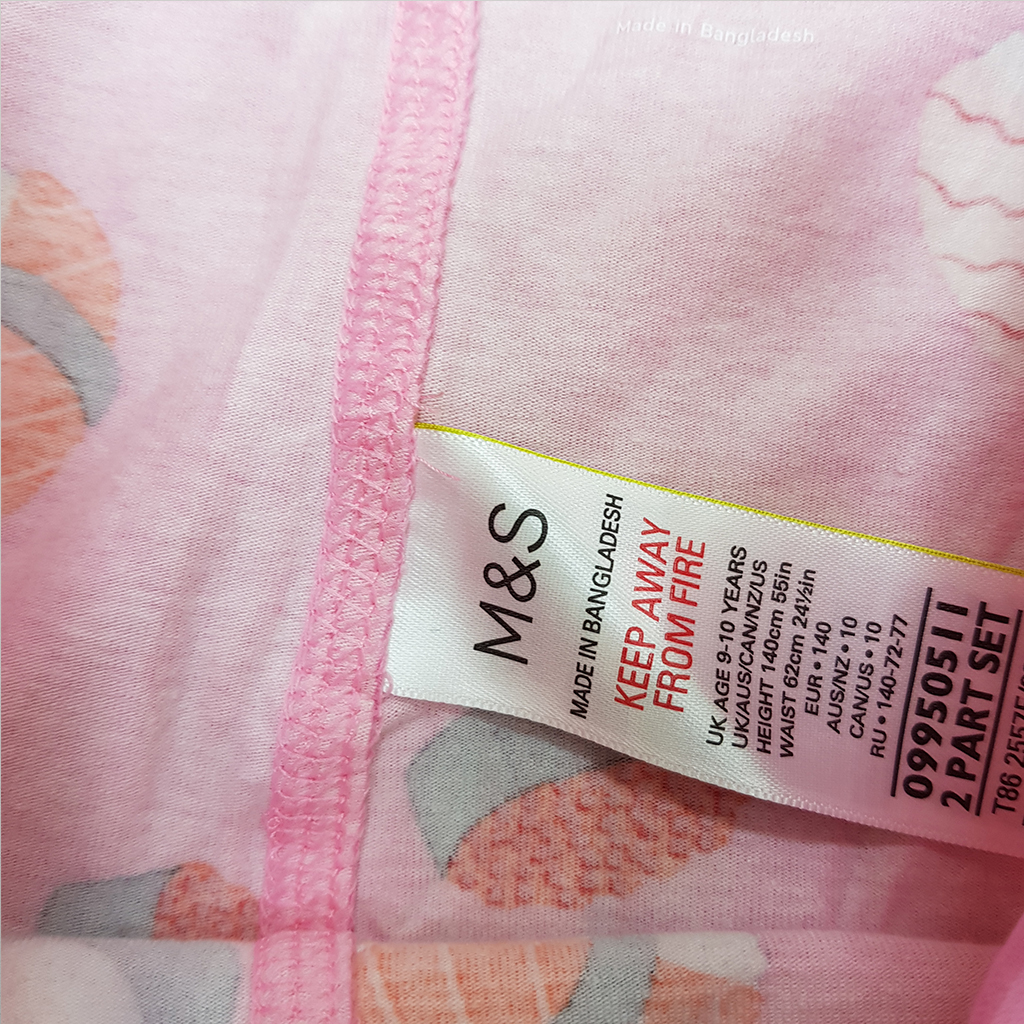 Made in Bangladesh
M&S
MADE IN BANGLADESH
KEEP AWAY
FROM FIRE
UK AGE 9-10 YEARS
UK/AUS/CAN/NZ/US
HEIGHT 140cm 55in
WAIST 62cm 24½in
EUR • 140
AUS/NZ • 10
CAN/US • 10
RU • 140-72-77
09950511
2 PART SET